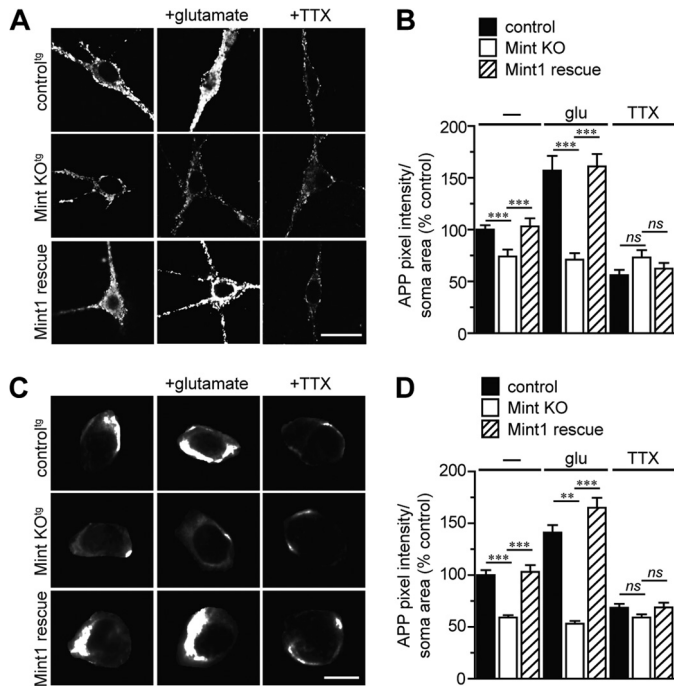 A
+glutamate
+TTX
control^tg
Mint KO^tg
Mint1 rescue
B
control
Mint KO
Mint1 rescue
— glu TTX
APP pixel intensity/
soma area (% control)
200
150
100
50
0
*** ***
*** ***
ns ns
C
+glutamate
+TTX
control^tg
Mint KO^tg
Mint1 rescue
D
control
Mint KO
Mint1 rescue
— glu TTX
APP pixel intensity/
soma area (% control)
200
150
100
50
0
*** ***
** ***
ns ns